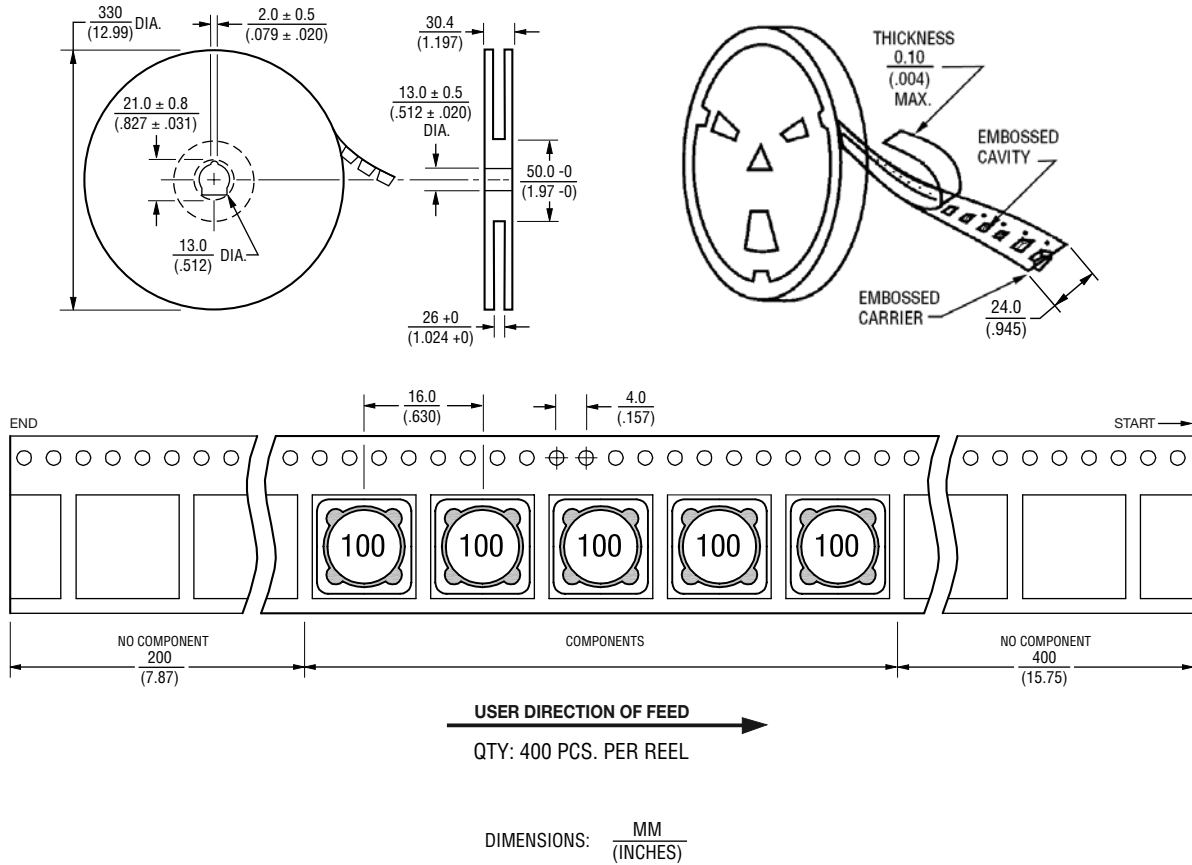 330
(12.99) DIA.
2.0 ± 0.5
(.079 ± .020)
21.0 ± 0.8
(.827 ± .031)
13.0
(.512) DIA.
30.4
(1.197)
13.0 ± 0.5
(.512 ± .020)
DIA.
50.0 -0
(1.97 -0)
26 +0
(1.024 +0)
THICKNESS
0.10
(.004)
MAX.
EMBOSSED
CAVITY
EMBOSSED
CARRIER
24.0
(.945)
16.0
(.630)
4.0
(.157)
END
START
100 100 100 100 100
NO COMPONENT
200
(7.87)
COMPONENTS
NO COMPONENT
400
(15.75)
USER DIRECTION OF FEED
QTY: 400 PCS. PER REEL
DIMENSIONS: MM
(INCHES)